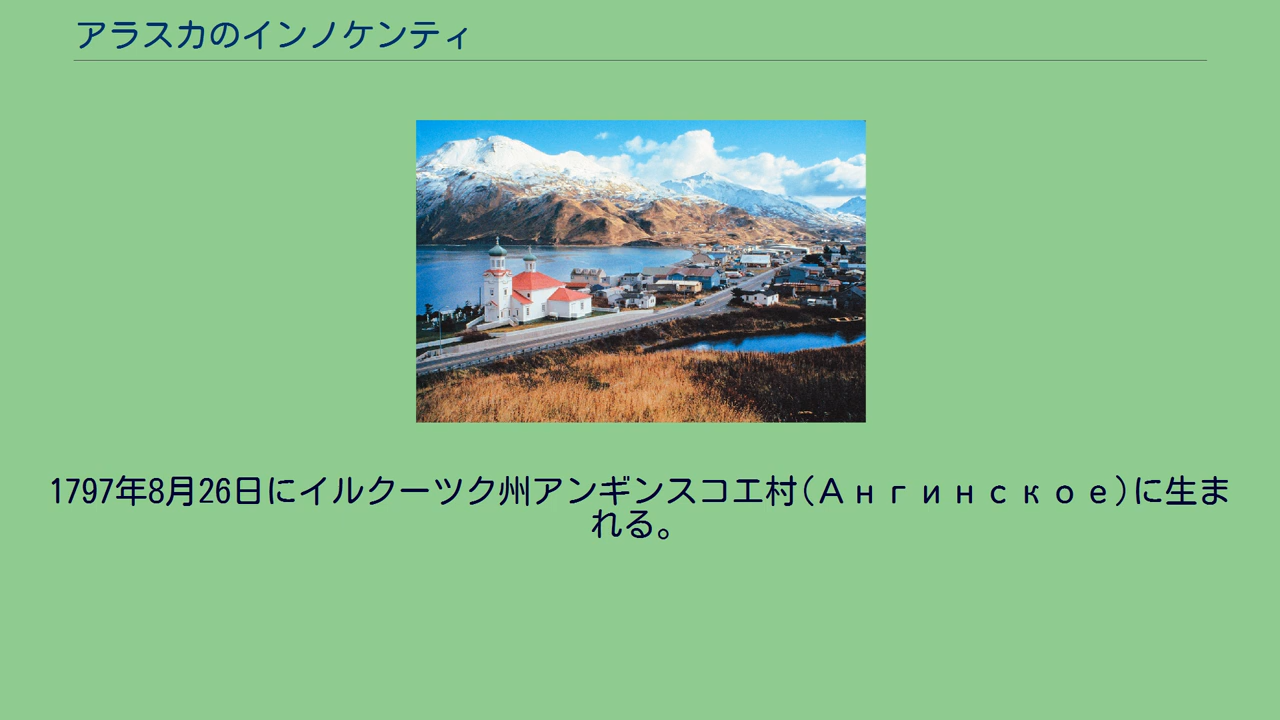 アラスカのインノケンティ
1797年8月26日にイルクーツク州アンギンスコエ村(Ангинское)に生ま
れる。